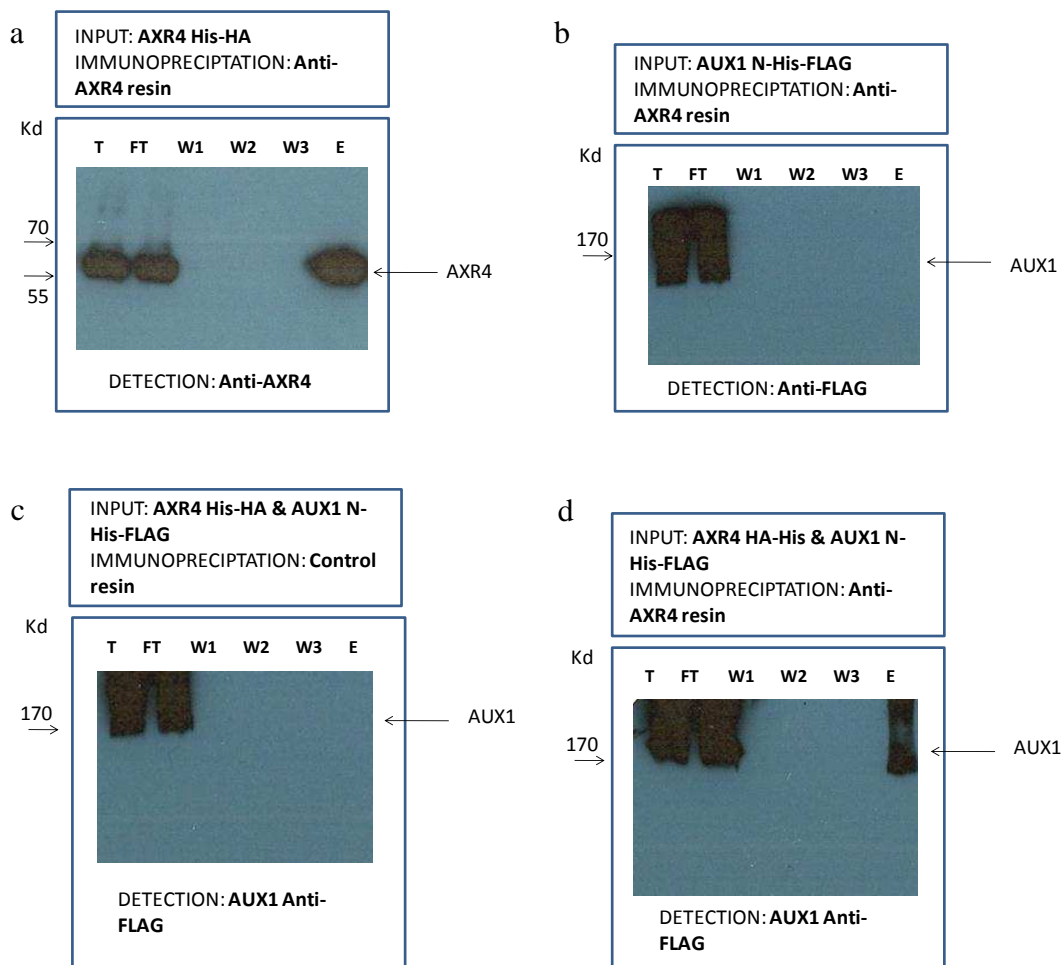 a
INPUT: AXR4 His-HA
IMMUNOPRECIPTATION: Anti-
AXR4 resin
Kd
T FT W1 W2 W3 E
70
55
AXR4
DETECTION: Anti-AXR4
b
INPUT: AUX1 N-His-FLAG
IMMUNOPRECIPTATION: Anti-
AXR4 resin
Kd
T FT W1 W2 W3 E
170
AUX1
DETECTION: Anti-FLAG
c
INPUT: AXR4 His-HA & AUX1 N-
His-FLAG
IMMUNOPRECIPTATION: Control
resin
Kd
T FT W1 W2 W3 E
170
AUX1
DETECTION: AUX1 Anti-
FLAG
d
INPUT: AXR4 HA-His & AUX1 N-
His-FLAG
IMMUNOPRECIPTATION: Anti-
AXR4 resin
Kd
T FT W1 W2 W3 E
170
AUX1
DETECTION: AUX1 Anti-
FLAG